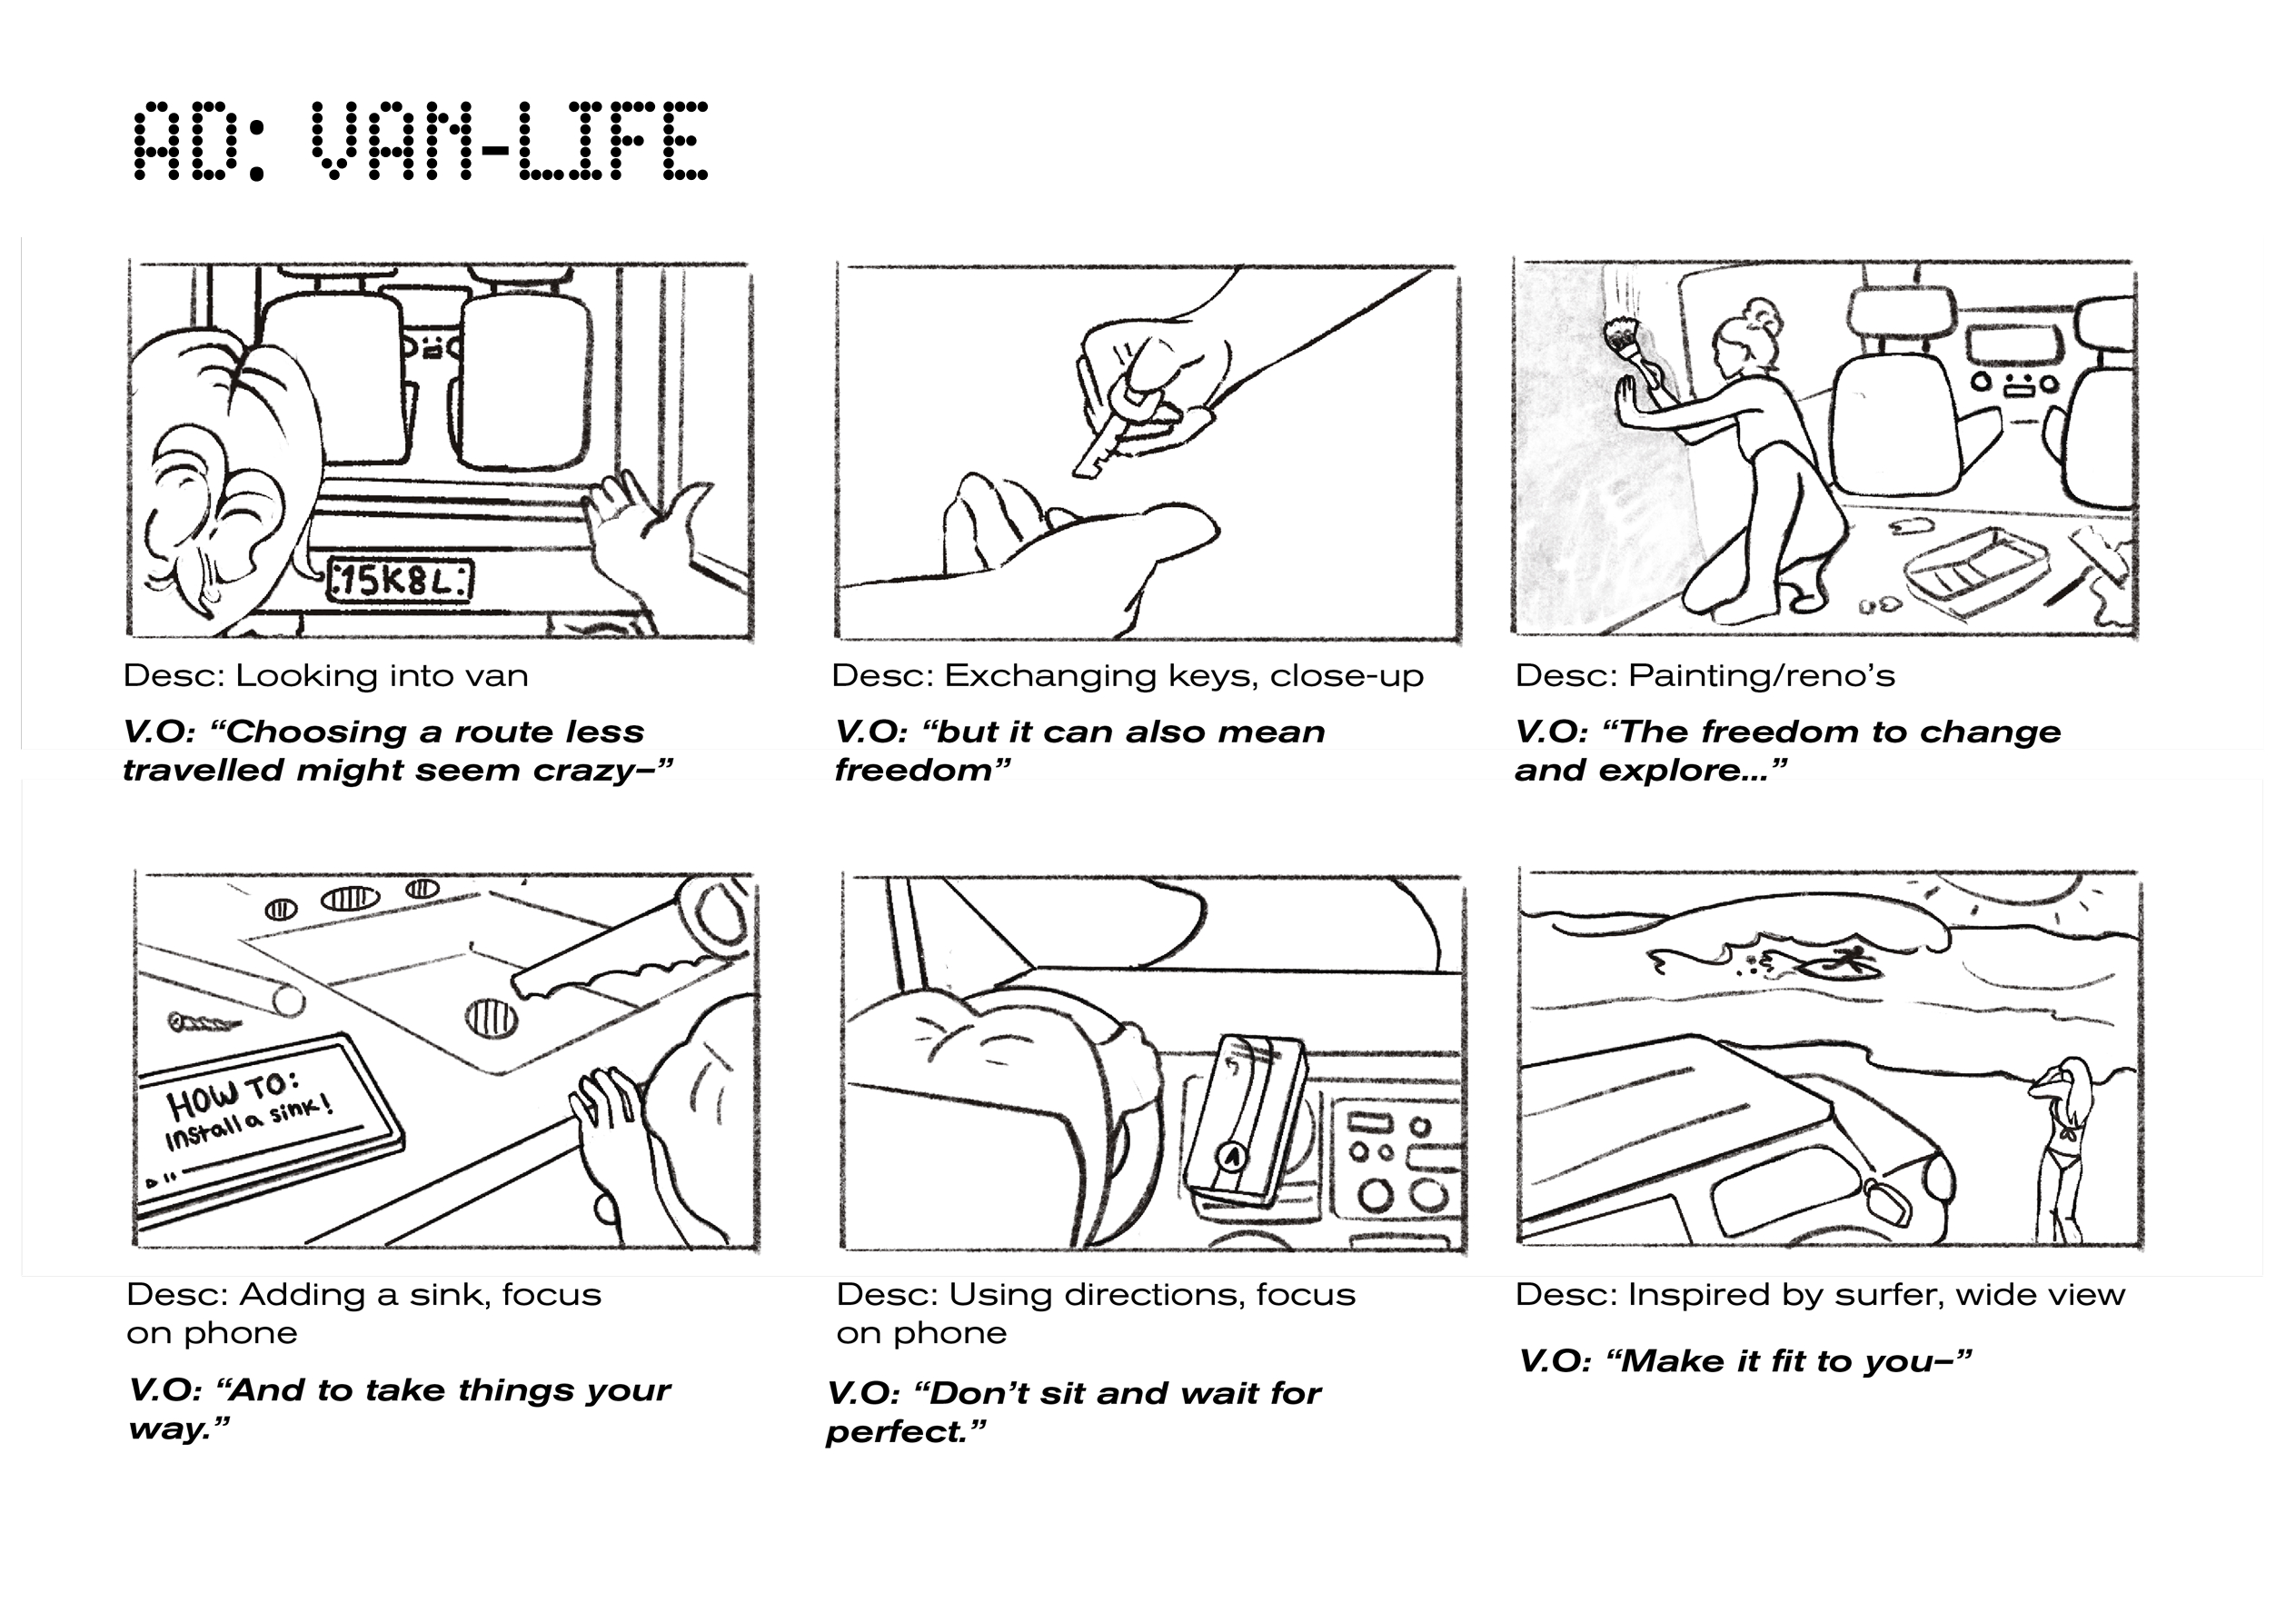 AD: VAN-LIFE
15K8L
Desc: Looking into van
V.O: “Choosing a route less
travelled might seem crazy–”
Desc: Exchanging keys, close-up
V.O: “but it can also mean
freedom”
Desc: Painting/reno’s
V.O: “The freedom to change
and explore...”
HOW TO:
install a sink!
Desc: Adding a sink, focus
on phone
V.O: “And to take things your
way.”
Desc: Using directions, focus
on phone
V.O: “Don’t sit and wait for
perfect.”
Desc: Inspired by surfer, wide view
V.O: “Make it fit to you–”